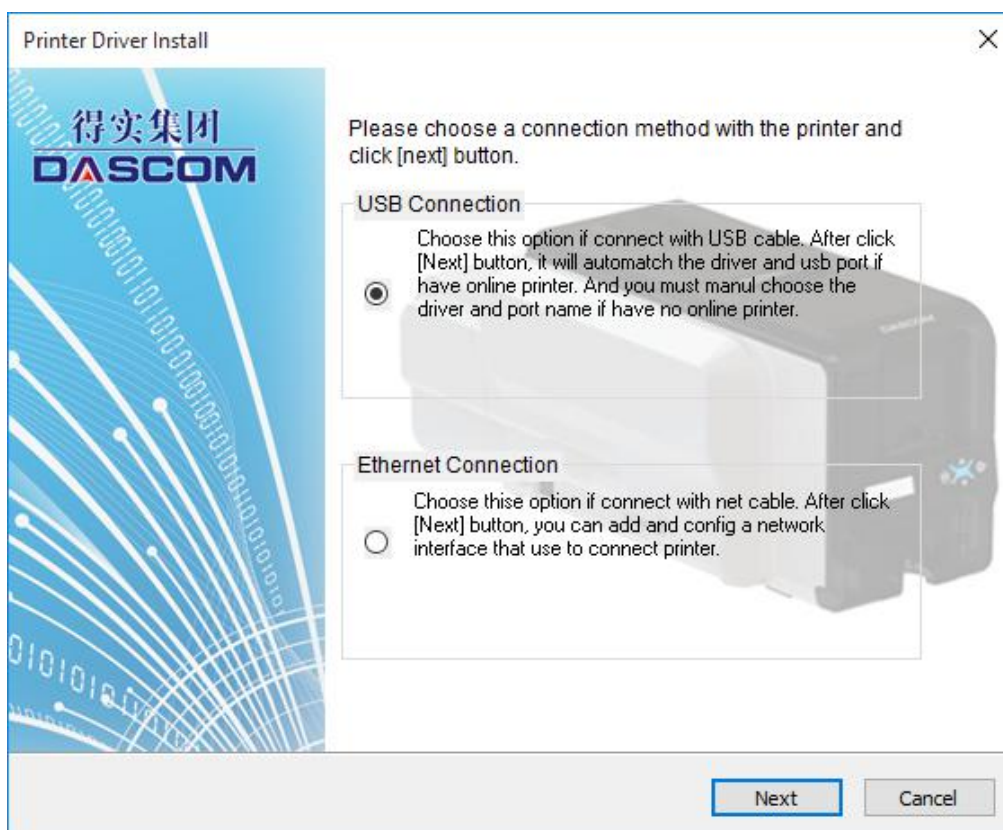 Printer Driver Install
得实集团
DASCOM
Please choose a connection method with the printer and
click [next] button.
USB Connection
Choose this option if connect with USB cable. After click
[Next] button, it will automatch the driver and usb port if
have online printer. And you must manul choose the
driver and port name if have no online printer.
DASCOM
Ethernet Connection
Choose thise option if connect with net cable. After click
[Next] button, you can add and config a network
interface that use to connect printer.
Next
Cancel